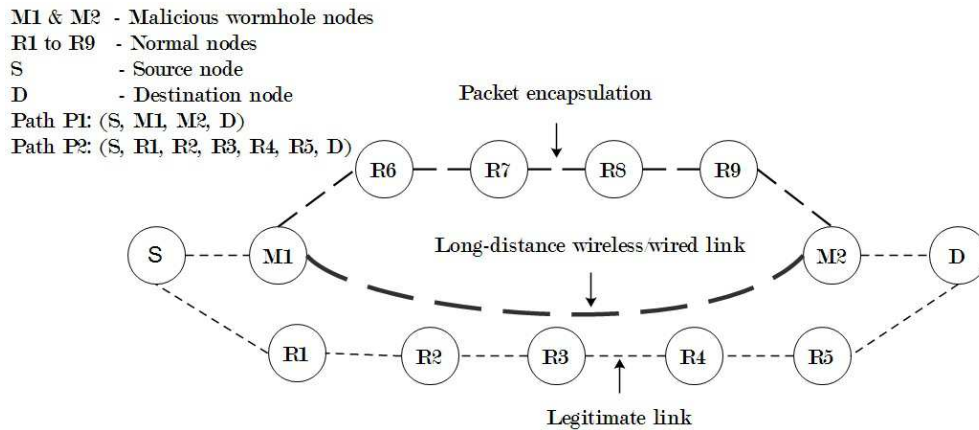 M1 & M2 - Malicious wormhole nodes
R1 to R9 - Normal nodes
S - Source node
D - Destination node
Path P1: (S, M1, M2, D)
Path P2: (S, R1, R2, R3, R4, R5, D)
Packet encapsulation
R6 R7 R8 R9
Long-distance wireless/wired link
S M1 M2 D
R1 R2 R3 R4 R5
Legitimate link